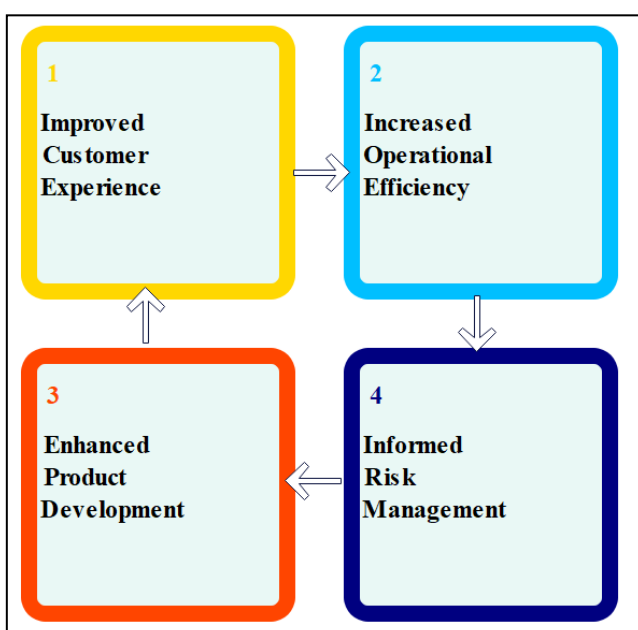 1
Improved
Customer
Experience
2
Increased
Operational
Efficiency
3
Enhanced
Product
Development
4
Informed
Risk
Management